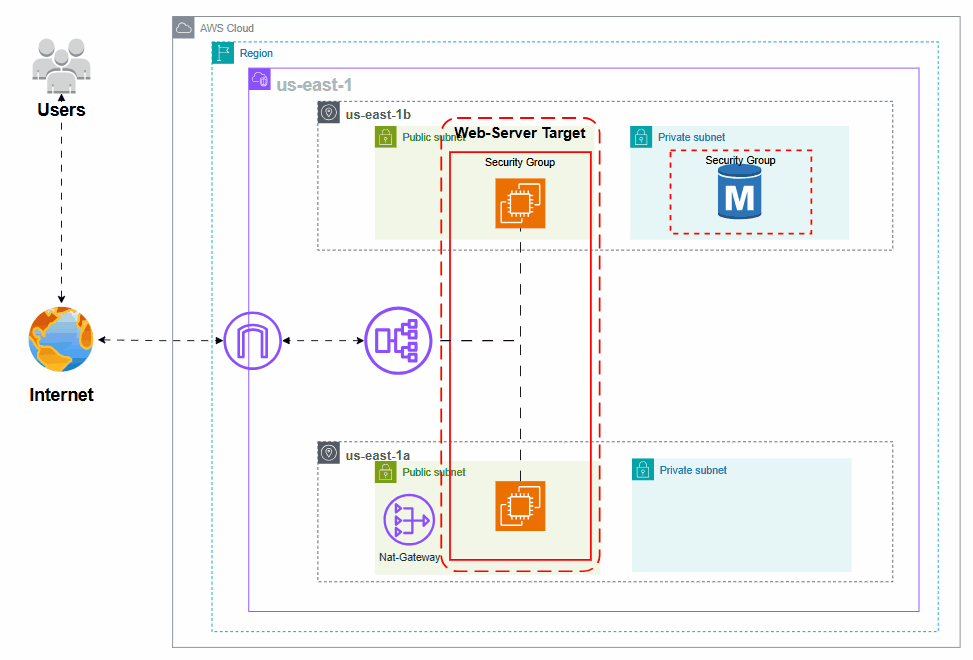 AWS Cloud
Region
us-east-1
us-east-1b
Public subnet
Web-Server Target
Security Group
Private subnet
Security Group
M
Users
Internet
us-east-1a
Public subnet
Nat-Gateway
Private subnet